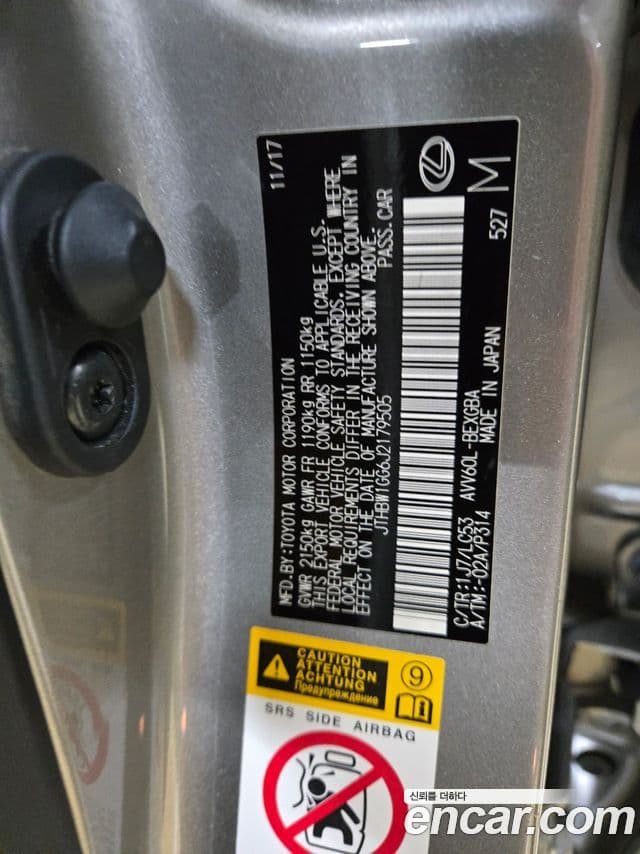 11/17
MFD.BY:TOYOTA MOTOR CORPORATION
GVWR 2150kg GAWR FR 1190kg RR 1150kg
THIS EXPORT VEHICLE CONFORMS TO APPLICABLE U.S.
FEDERAL MOTOR VEHICLE SAFETY STANDARDS, EXCEPT WHERE
LOCAL REQUIREMENTS DIFFER IN THE RECEIVING COUNTRY IN
EFFECT ON THE DATE OF MANUFACTURE SHOWN ABOVE.
JTHBW1GG6J2179505 PASS.CAR
C/TR:1J7/LC53 AVV60L-BEXGBA
A/TM:-02A/P314 MADE IN JAPAN
527
M
CAUTION
ATTENTION
ACHTUNG
Предупреждение
9
SRS SIDE AIRBAG
신뢰를 더하다
encar.com